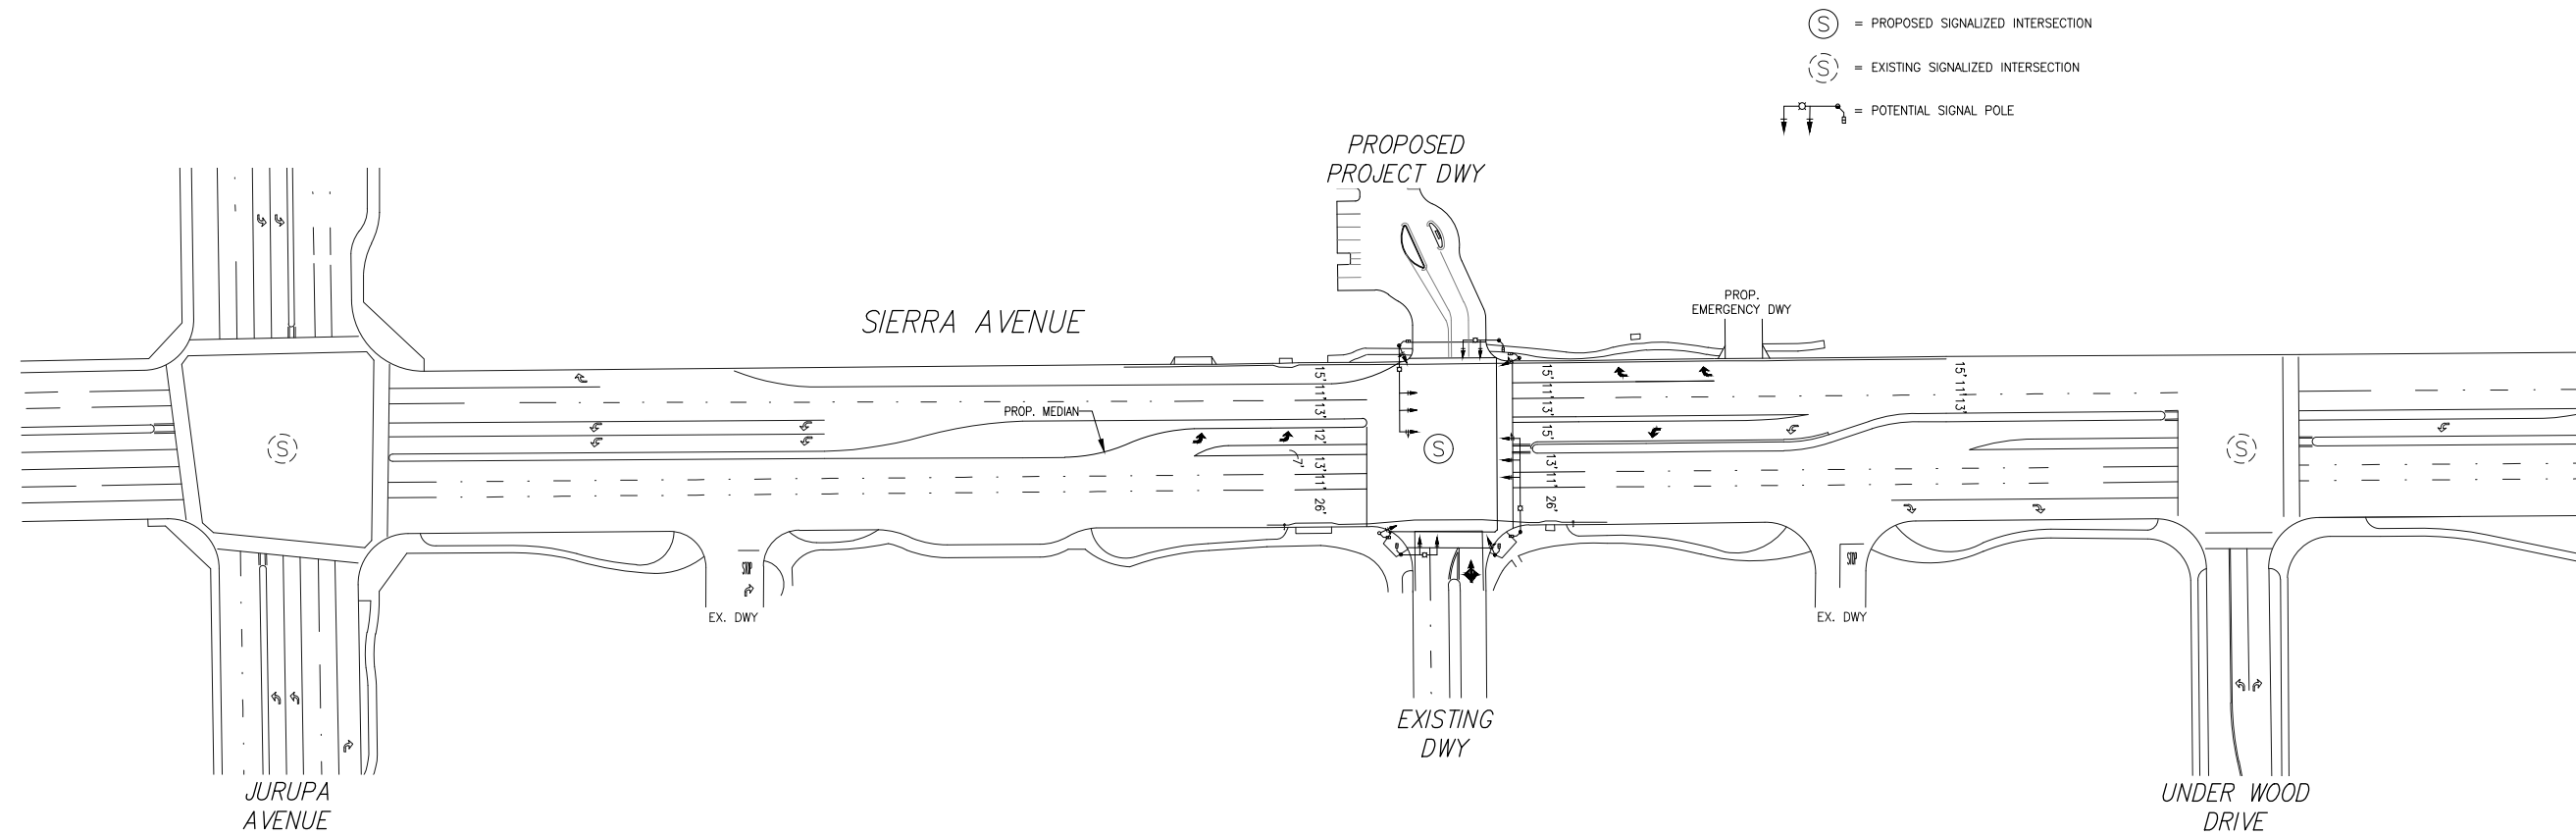 S = PROPOSED SIGNALIZED INTERSECTION
S = EXISTING SIGNALIZED INTERSECTION
= POTENTIAL SIGNAL POLE
PROPOSED
PROJECT DWY
SIERRA AVENUE
PROP.
EMERGENCY DWY
PROP. MEDIAN
15'
11'
13'
12'
7'
13'
11'
26'
15'
11'
13'
15'
13'
11'
26'
15'
11'
13'
S
S
S
STOP
EX. DWY
STOP
EX. DWY
EXISTING
DWY
JURUPA
AVENUE
UNDER WOOD
DRIVE